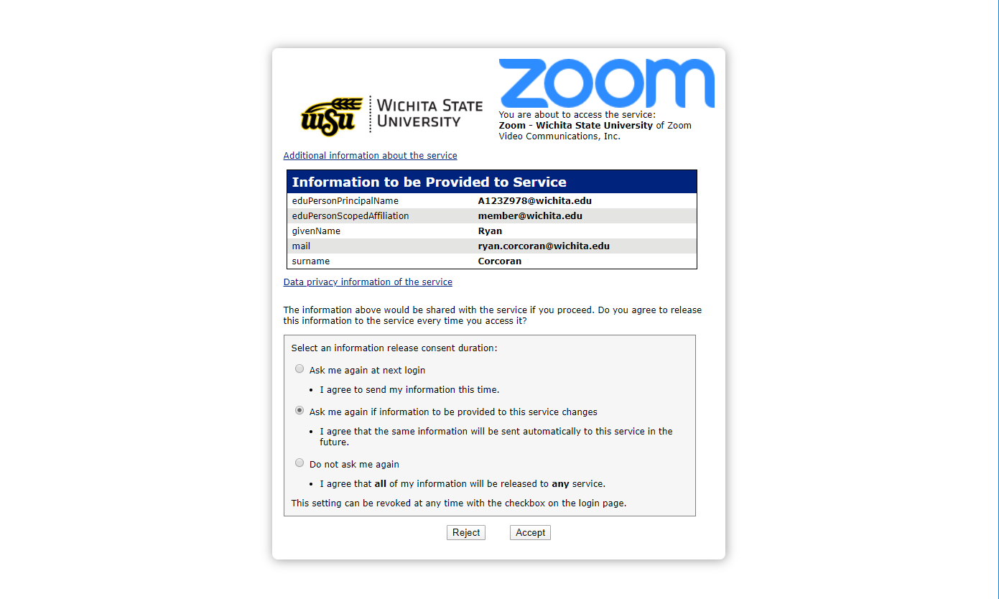 zoom
wsu
WICHITA STATE
UNIVERSITY
You are about to access the service:
Zoom - Wichita State University of Zoom
Video Communications, Inc.
Additional information about the service
Information to be Provided to Service
eduPersonPrincipalName A123Z978@wichita.edu
eduPersonScopedAffiliation member@wichita.edu
givenName Ryan
mail ryan.corcoran@wichita.edu
surname Corcoran
Data privacy information of the service
The information above would be shared with the service if you proceed. Do you agree to release
this information to the service every time you access it?
Select an information release consent duration:
Ask me again at next login
• I agree to send my information this time.
Ask me again if information to be provided to this service changes
• I agree that the same information will be sent automatically to this service in the
future.
Do not ask me again
• I agree that all of my information will be released to any service.
This setting can be revoked at any time with the checkbox on the login page.
Reject Accept